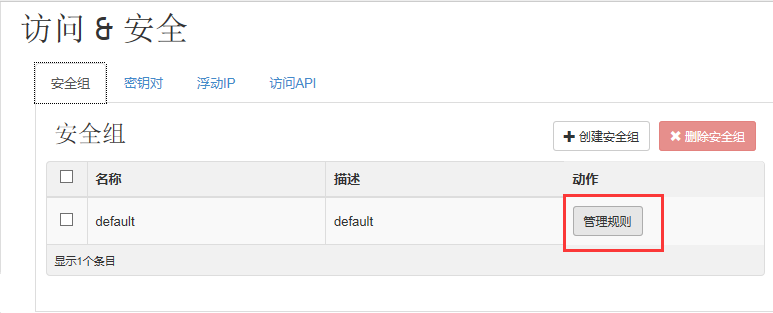 访问 & 安全
安全组 密钥对 浮动IP 访问API
安全组
创建安全组 删除安全组
名称 描述 动作
default default 管理规则
显示1个条目